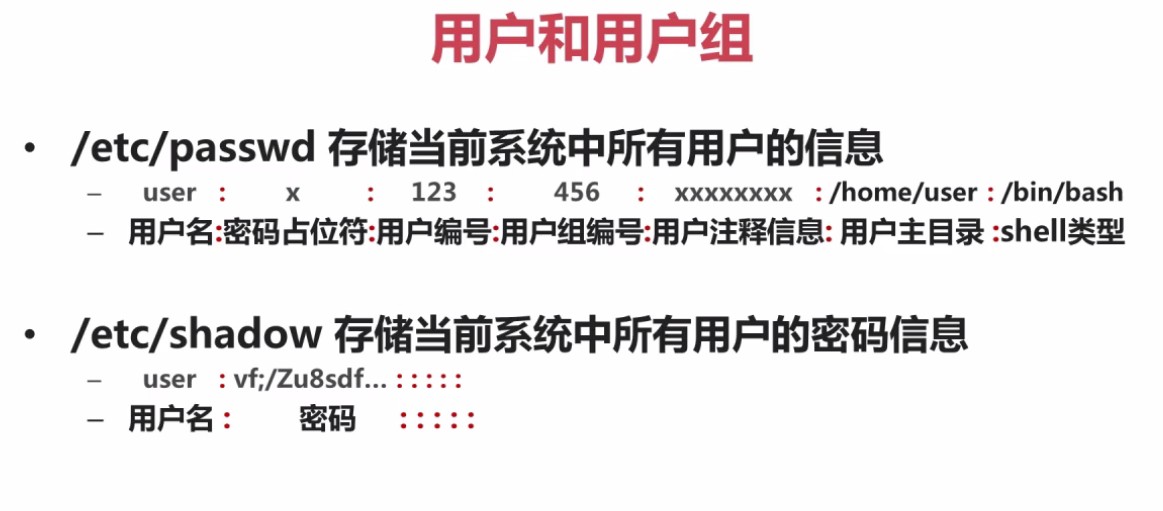 用户和用户组
• /etc/passwd 存储当前系统中所有用户的信息
– user : x : 123 : 456 : xxxxxxxx : /home/user : /bin/bash
– 用户名:密码占位符:用户编号:用户组编号:用户注释信息: 用户主目录 :shell类型
• /etc/shadow 存储当前系统中所有用户的密码信息
– user : vf;/Zu8sdf... : : : : :
– 用户名 : 密码 : : : : :